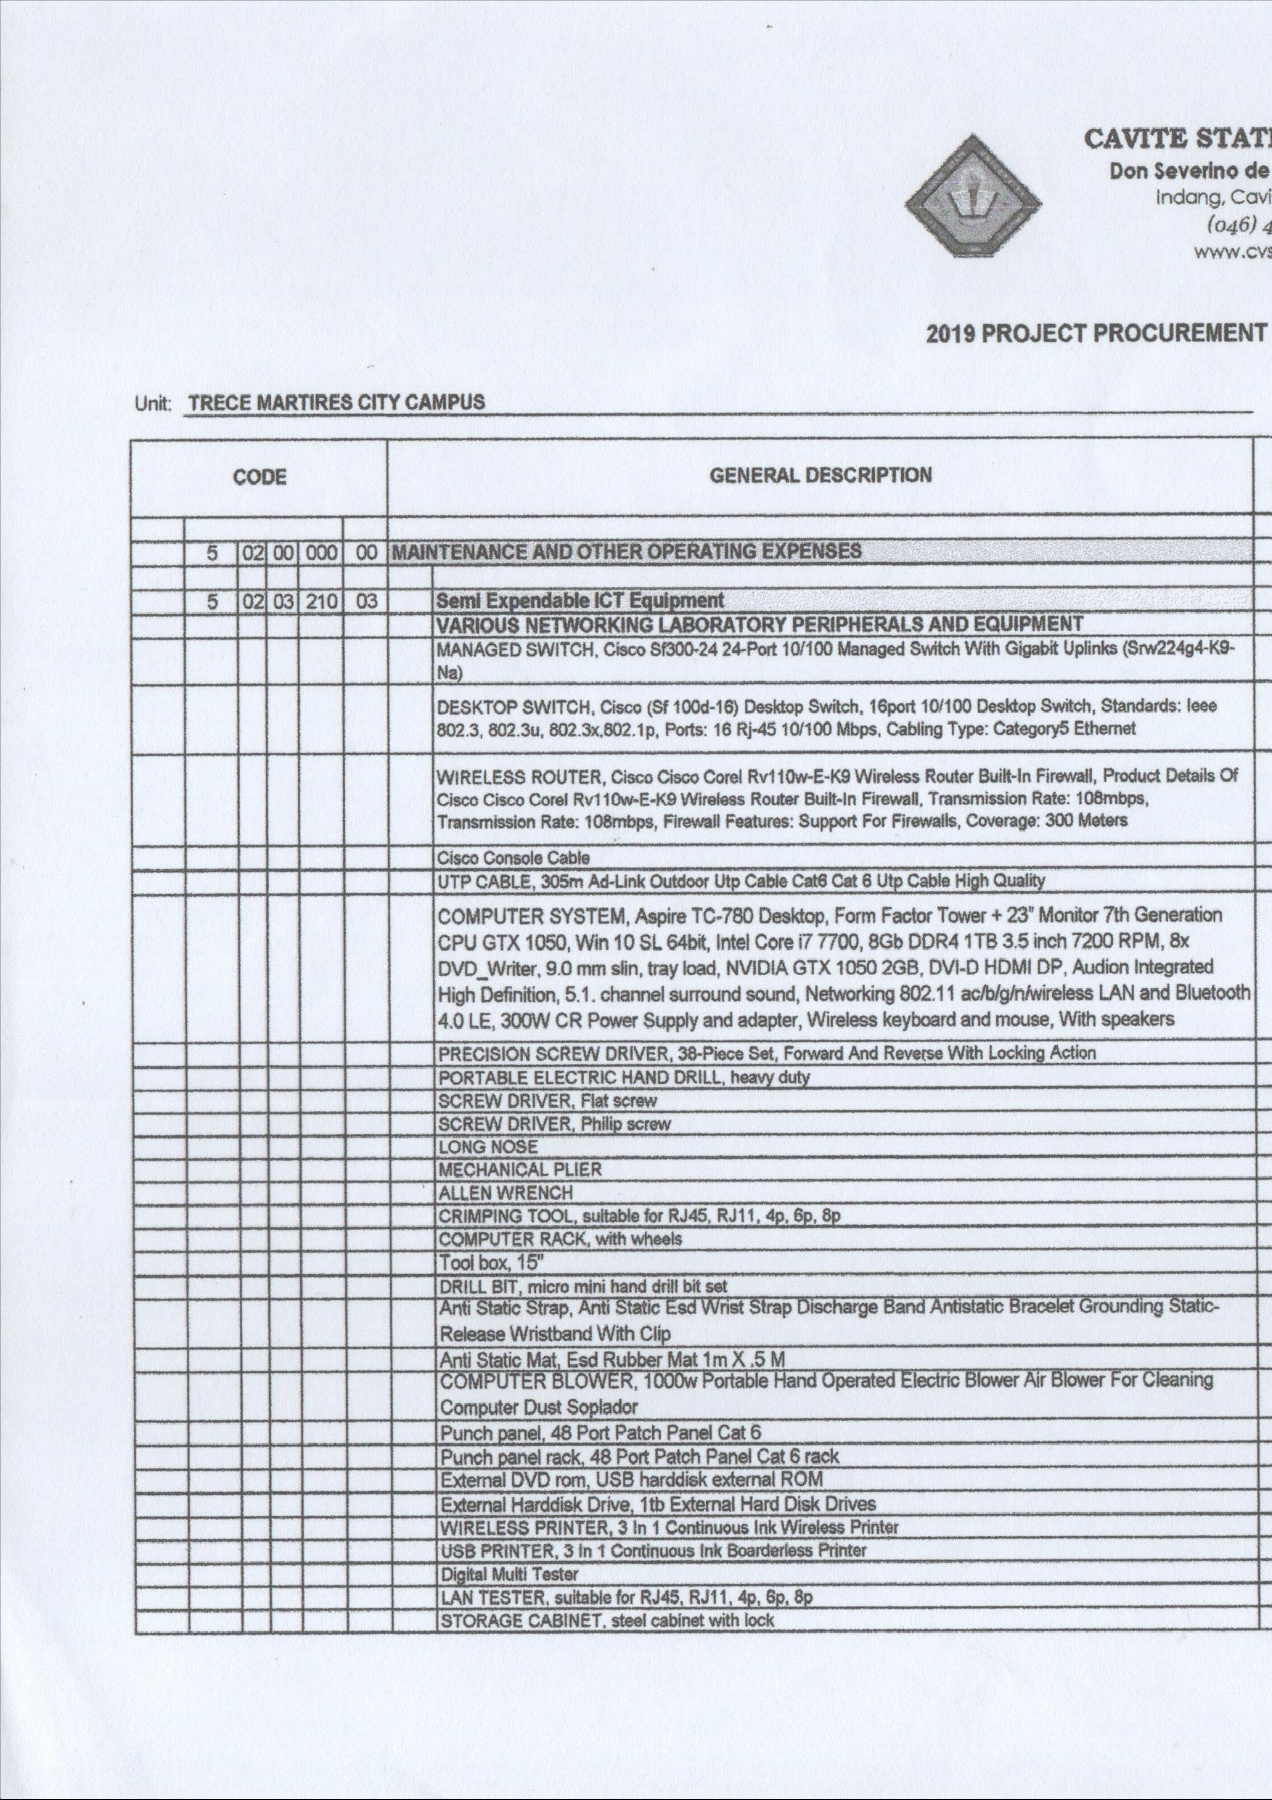 CAVITE STAT
Don Severino de
Indang, Cavi
(046) 4
www.cvs
2019 PROJECT PROCUREMENT
Unit: TRECE MARTIRES CITY CAMPUS
CODE GENERAL DESCRIPTION
5 02 00 000 00 MAINTENANCE AND OTHER OPERATING EXPENSES
5 02 03 210 03 Semi Expendable ICT Equipment
VARIOUS NETWORKING LABORATORY PERIPHERALS AND EQUIPMENT
MANAGED SWITCH, Cisco Sf300-24 24-Port 10/100 Managed Switch With Gigabit Uplinks (Srw224g4-K9-
Na)
DESKTOP SWITCH, Cisco (Sf 100d-16) Desktop Switch, 16port 10/100 Desktop Switch, Standards: Ieee
802.3, 802.3u, 802.3x,802.1p, Ports: 16 Rj-45 10/100 Mbps, Cabling Type: Category5 Ethernet
WIRELESS ROUTER, Cisco Cisco Corel Rv110w-E-K9 Wireless Router Built-In Firewall, Product Details Of
Cisco Cisco Corel Rv110w-E-K9 Wireless Router Built-In Firewall, Transmission Rate: 108mbps,
Transmission Rate: 108mbps, Firewall Features: Support For Firewalls, Coverage: 300 Meters
Cisco Console Cable
UTP CABLE, 305m Ad-Link Outdoor Utp Cable Cat6 Cat 6 Utp Cable High Quality
COMPUTER SYSTEM, Aspire TC-780 Desktop, Form Factor Tower + 23" Monitor 7th Generation
CPU GTX 1050, Win 10 SL 64bit, Intel Core i7 7700, 8Gb DDR4 1TB 3.5 inch 7200 RPM, 8x
DVD_Writer, 9.0 mm slin, tray load, NVIDIA GTX 1050 2GB, DVI-D HDMI DP, Audion Integrated
High Definition, 5.1. channel surround sound, Networking 802.11 ac/b/g/n/wireless LAN and Bluetooth
4.0 LE, 300W CR Power Supply and adapter, Wireless keyboard and mouse, With speakers
PRECISION SCREW DRIVER, 38-Piece Set, Forward And Reverse With Locking Action
PORTABLE ELECTRIC HAND DRILL, heavy duty
SCREW DRIVER, Flat screw
SCREW DRIVER, Philip screw
LONG NOSE
MECHANICAL PLIER
ALLEN WRENCH
CRIMPING TOOL, suitable for RJ45, RJ11, 4p, 6p, 8p
COMPUTER RACK, with wheels
Tool box, 15"
DRILL BIT, micro mini hand drill bit set
Anti Static Strap, Anti Static Esd Wrist Strap Discharge Band Antistatic Bracelet Grounding Static-
Release Wristband With Clip
Anti Static Mat, Esd Rubber Mat 1m X .5 M
COMPUTER BLOWER, 1000w Portable Hand Operated Electric Blower Air Blower For Cleaning
Computer Dust Soplador
Punch panel, 48 Port Patch Panel Cat 6
Punch panel rack, 48 Port Patch Panel Cat 6 rack
External DVD rom, USB harddisk external ROM
External Harddisk Drive, 1tb External Hard Disk Drives
WIRELESS PRINTER, 3 In 1 Continuous Ink Wireless Printer
USB PRINTER, 3 In 1 Continuous Ink Boarderless Printer
Digital Multi Tester
LAN TESTER, suitable for RJ45, RJ11, 4p, 6p, 8p
STORAGE CABINET, steel cabinet with lock